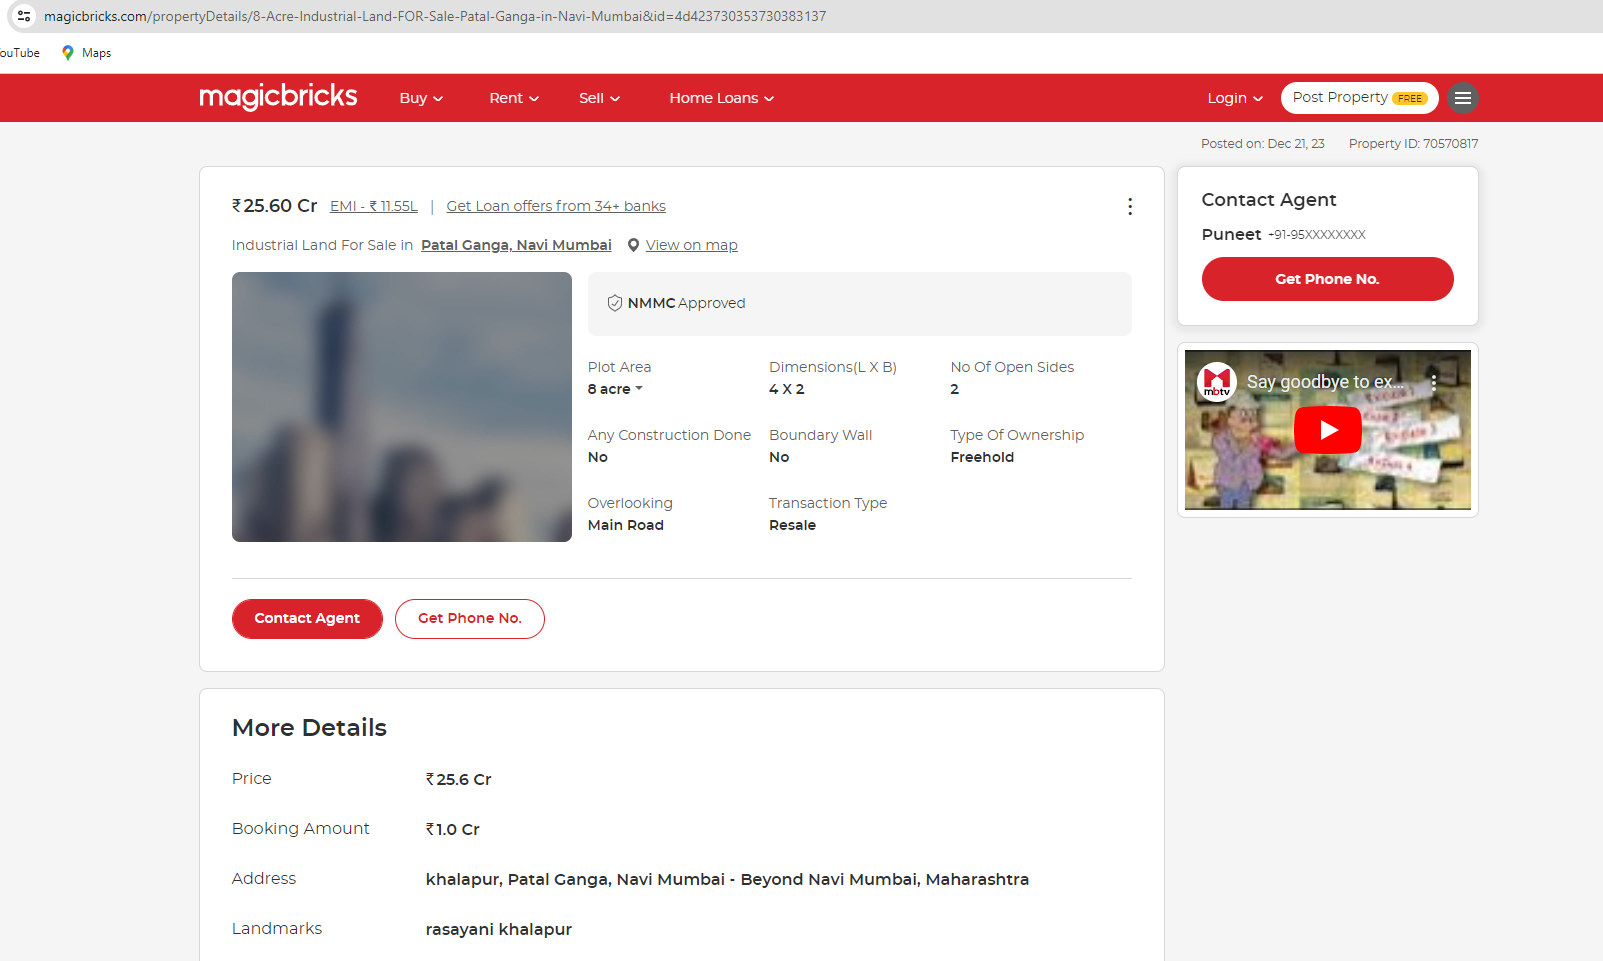 magicbricks.com/propertyDetails/8-Acre-Industrial-Land-FOR-Sale-Patal-Ganga-in-Navi-Mumbai&id=4d423730353730383137
ouTube Maps
magicbricks Buy Rent Sell Home Loans Login Post Property FREE
Posted on: Dec 21, 23 Property ID: 70570817
₹25.60 Cr EMI - ₹ 11.55L | Get Loan offers from 34+ banks
Industrial Land For Sale in Patal Ganga, Navi Mumbai View on map
NMMC Approved
Plot Area Dimensions(L X B) No Of Open Sides
8 acre 4 X 2 2
Any Construction Done Boundary Wall Type Of Ownership
No No Freehold
Overlooking Transaction Type
Main Road Resale
Contact Agent Get Phone No.
Contact Agent
Puneet +91-95XXXXXXXX
Get Phone No.
mbtv Say goodbye to ex...
More Details
Price ₹25.6 Cr
Booking Amount ₹1.0 Cr
Address khalapur, Patal Ganga, Navi Mumbai - Beyond Navi Mumbai, Maharashtra
Landmarks rasayani khalapur